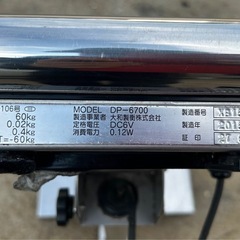 106号 MODEL DP-6700 製造番号
60kg 製造事業者 大和製衡株式会社
0.02kg 定格電圧 DC6V 製造年
0.4kg 消費電力 0.12W 証印
T=-60kg